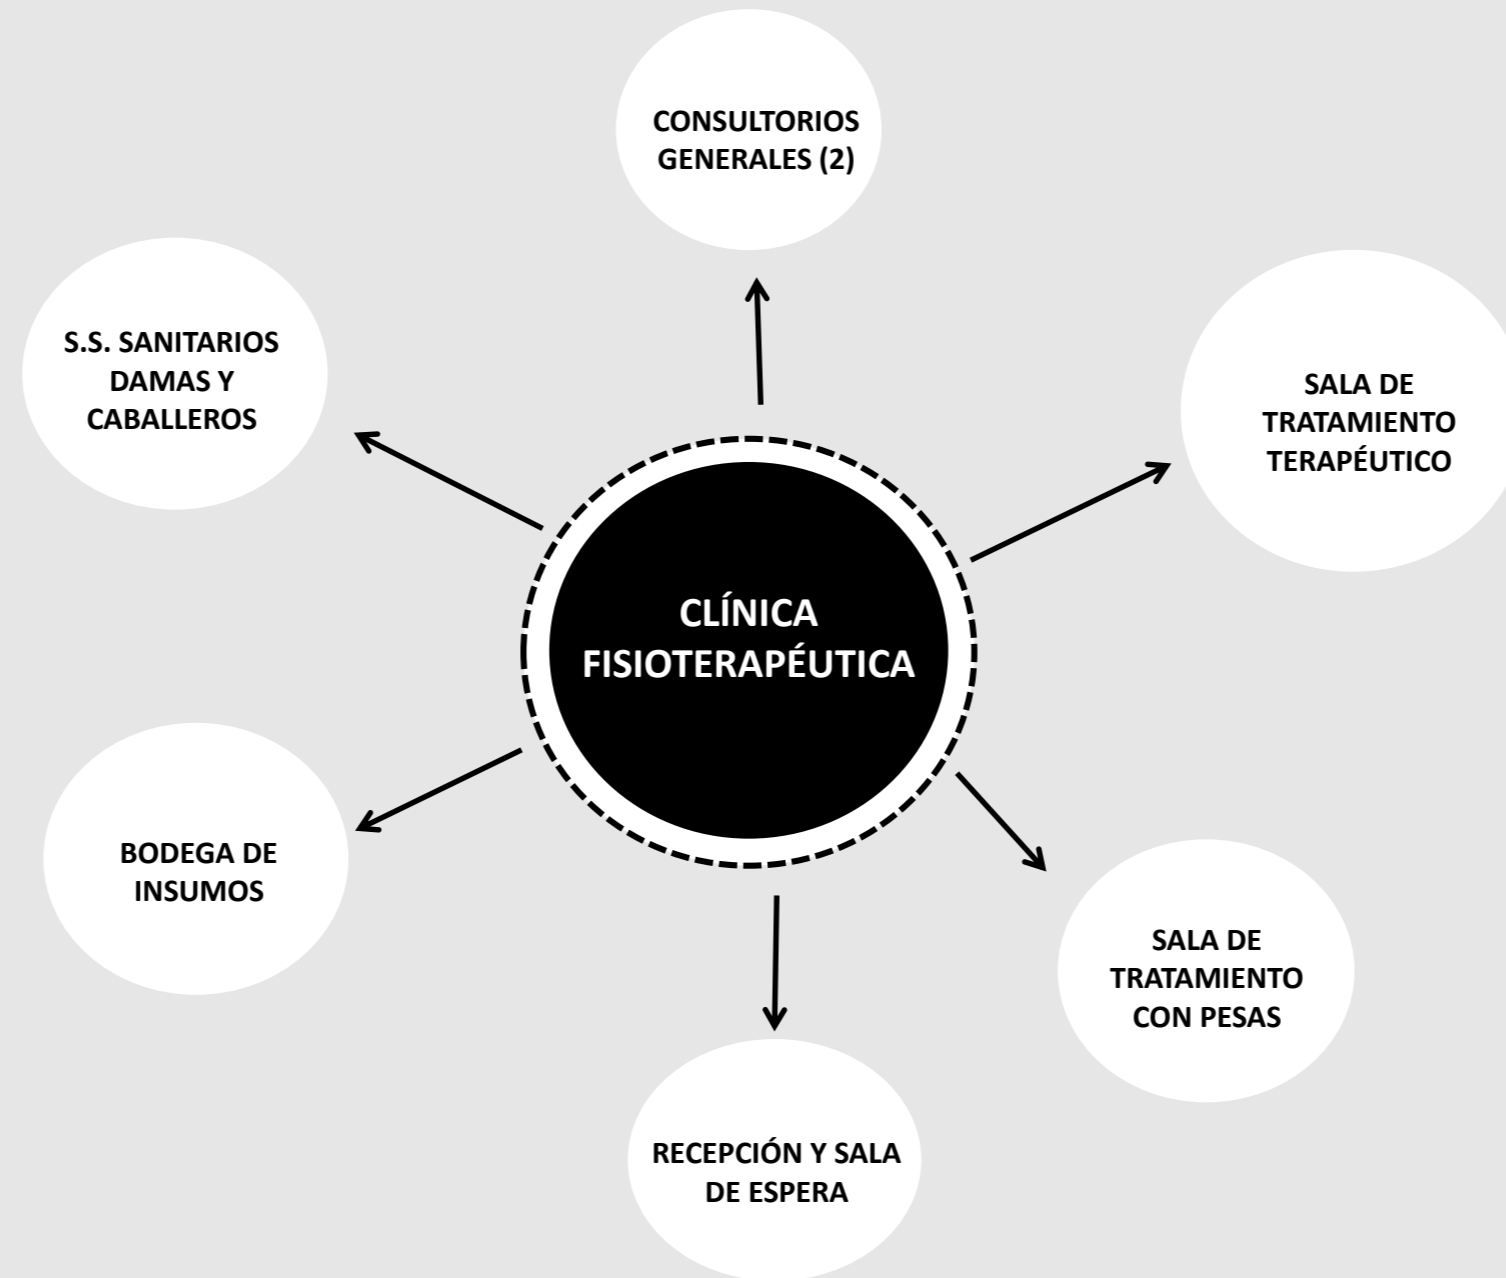 CONSULTORIOS
GENERALES (2)
S.S. SANITARIOS
DAMAS Y
CABALLEROS
SALA DE
TRATAMIENTO
TERAPÉUTICO
CLÍNICA
FISIOTERAPÉUTICA
BODEGA DE
INSUMOS
SALA DE
TRATAMIENTO
CON PESAS
RECEPCIÓN Y SALA
DE ESPERA